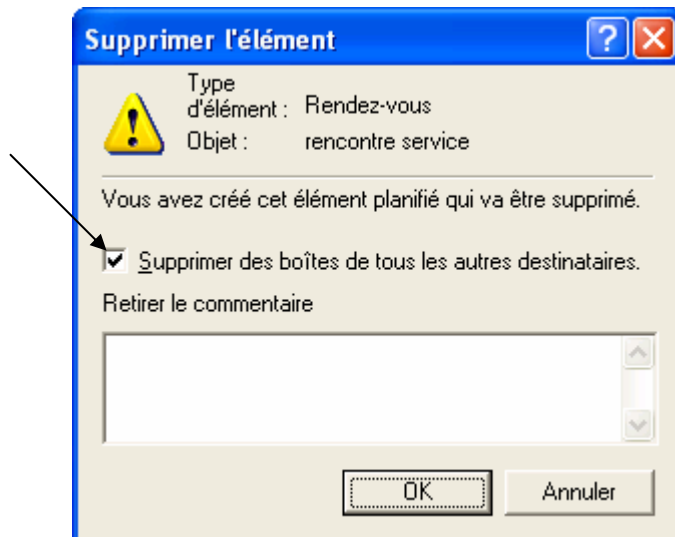 Supprimer l'élément
Type
d'élément : Rendez-vous
Objet : rencontre service
Vous avez créé cet élément planifié qui va être supprimé.
Supprimer des boîtes de tous les autres destinataires.
Retirer le commentaire
OK Annuler